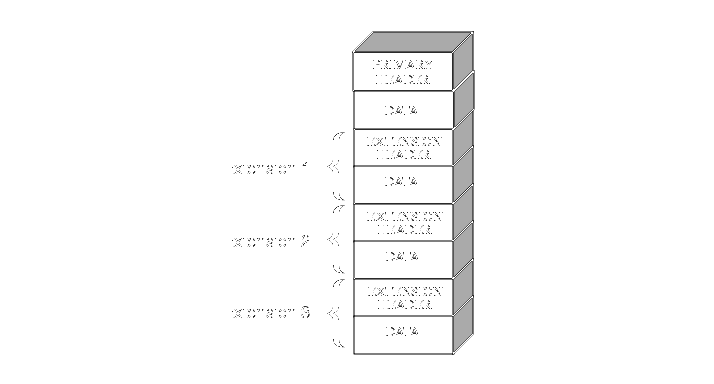 PRIMARY
HEADER
DATA
EXTENSION
HEADER
Extension 1
DATA
EXTENSION
HEADER
Extension 2
DATA
EXTENSION
HEADER
Extension 3
DATA